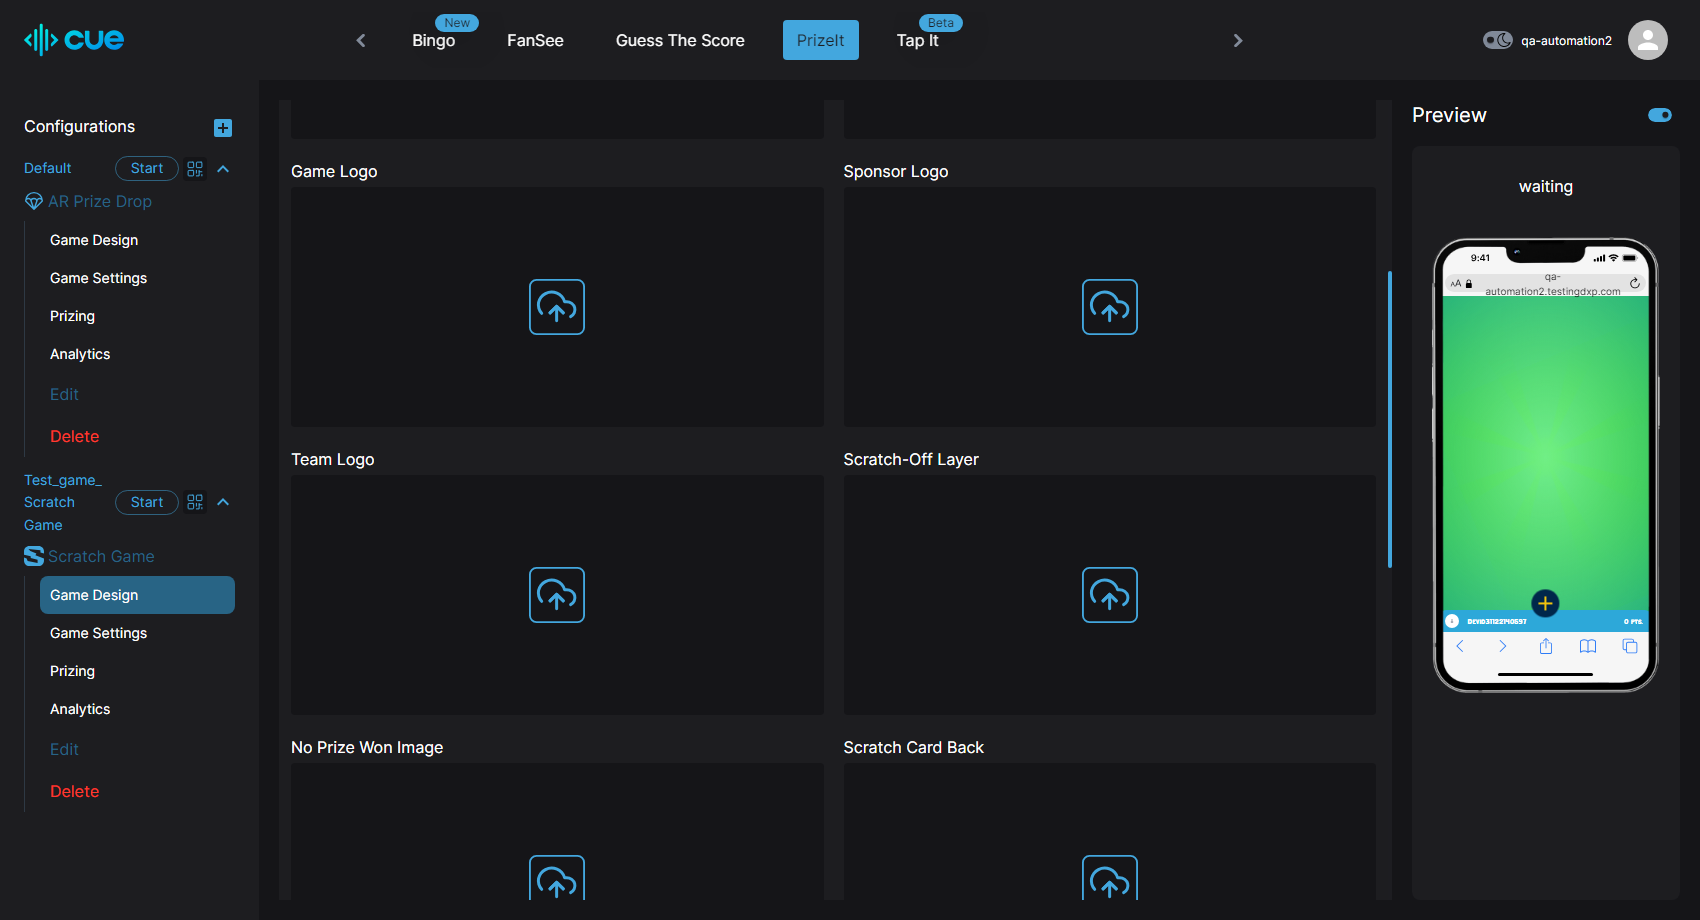 cue
New
Bingo
FanSee
Guess The Score
PrizeIt
Beta
Tap It
qa-automation2
Configurations
Default
Start
AR Prize Drop
Game Design
Game Settings
Prizing
Analytics
Edit
Delete
Test_game_
Scratch
Game
Start
Scratch Game
Game Design
Game Settings
Prizing
Analytics
Edit
Delete
Game Logo
Sponsor Logo
Team Logo
Scratch-Off Layer
No Prize Won Image
Scratch Card Back
Preview
waiting
9:41
AA
qa-
automation2.testingdxp.com
0 PTS.